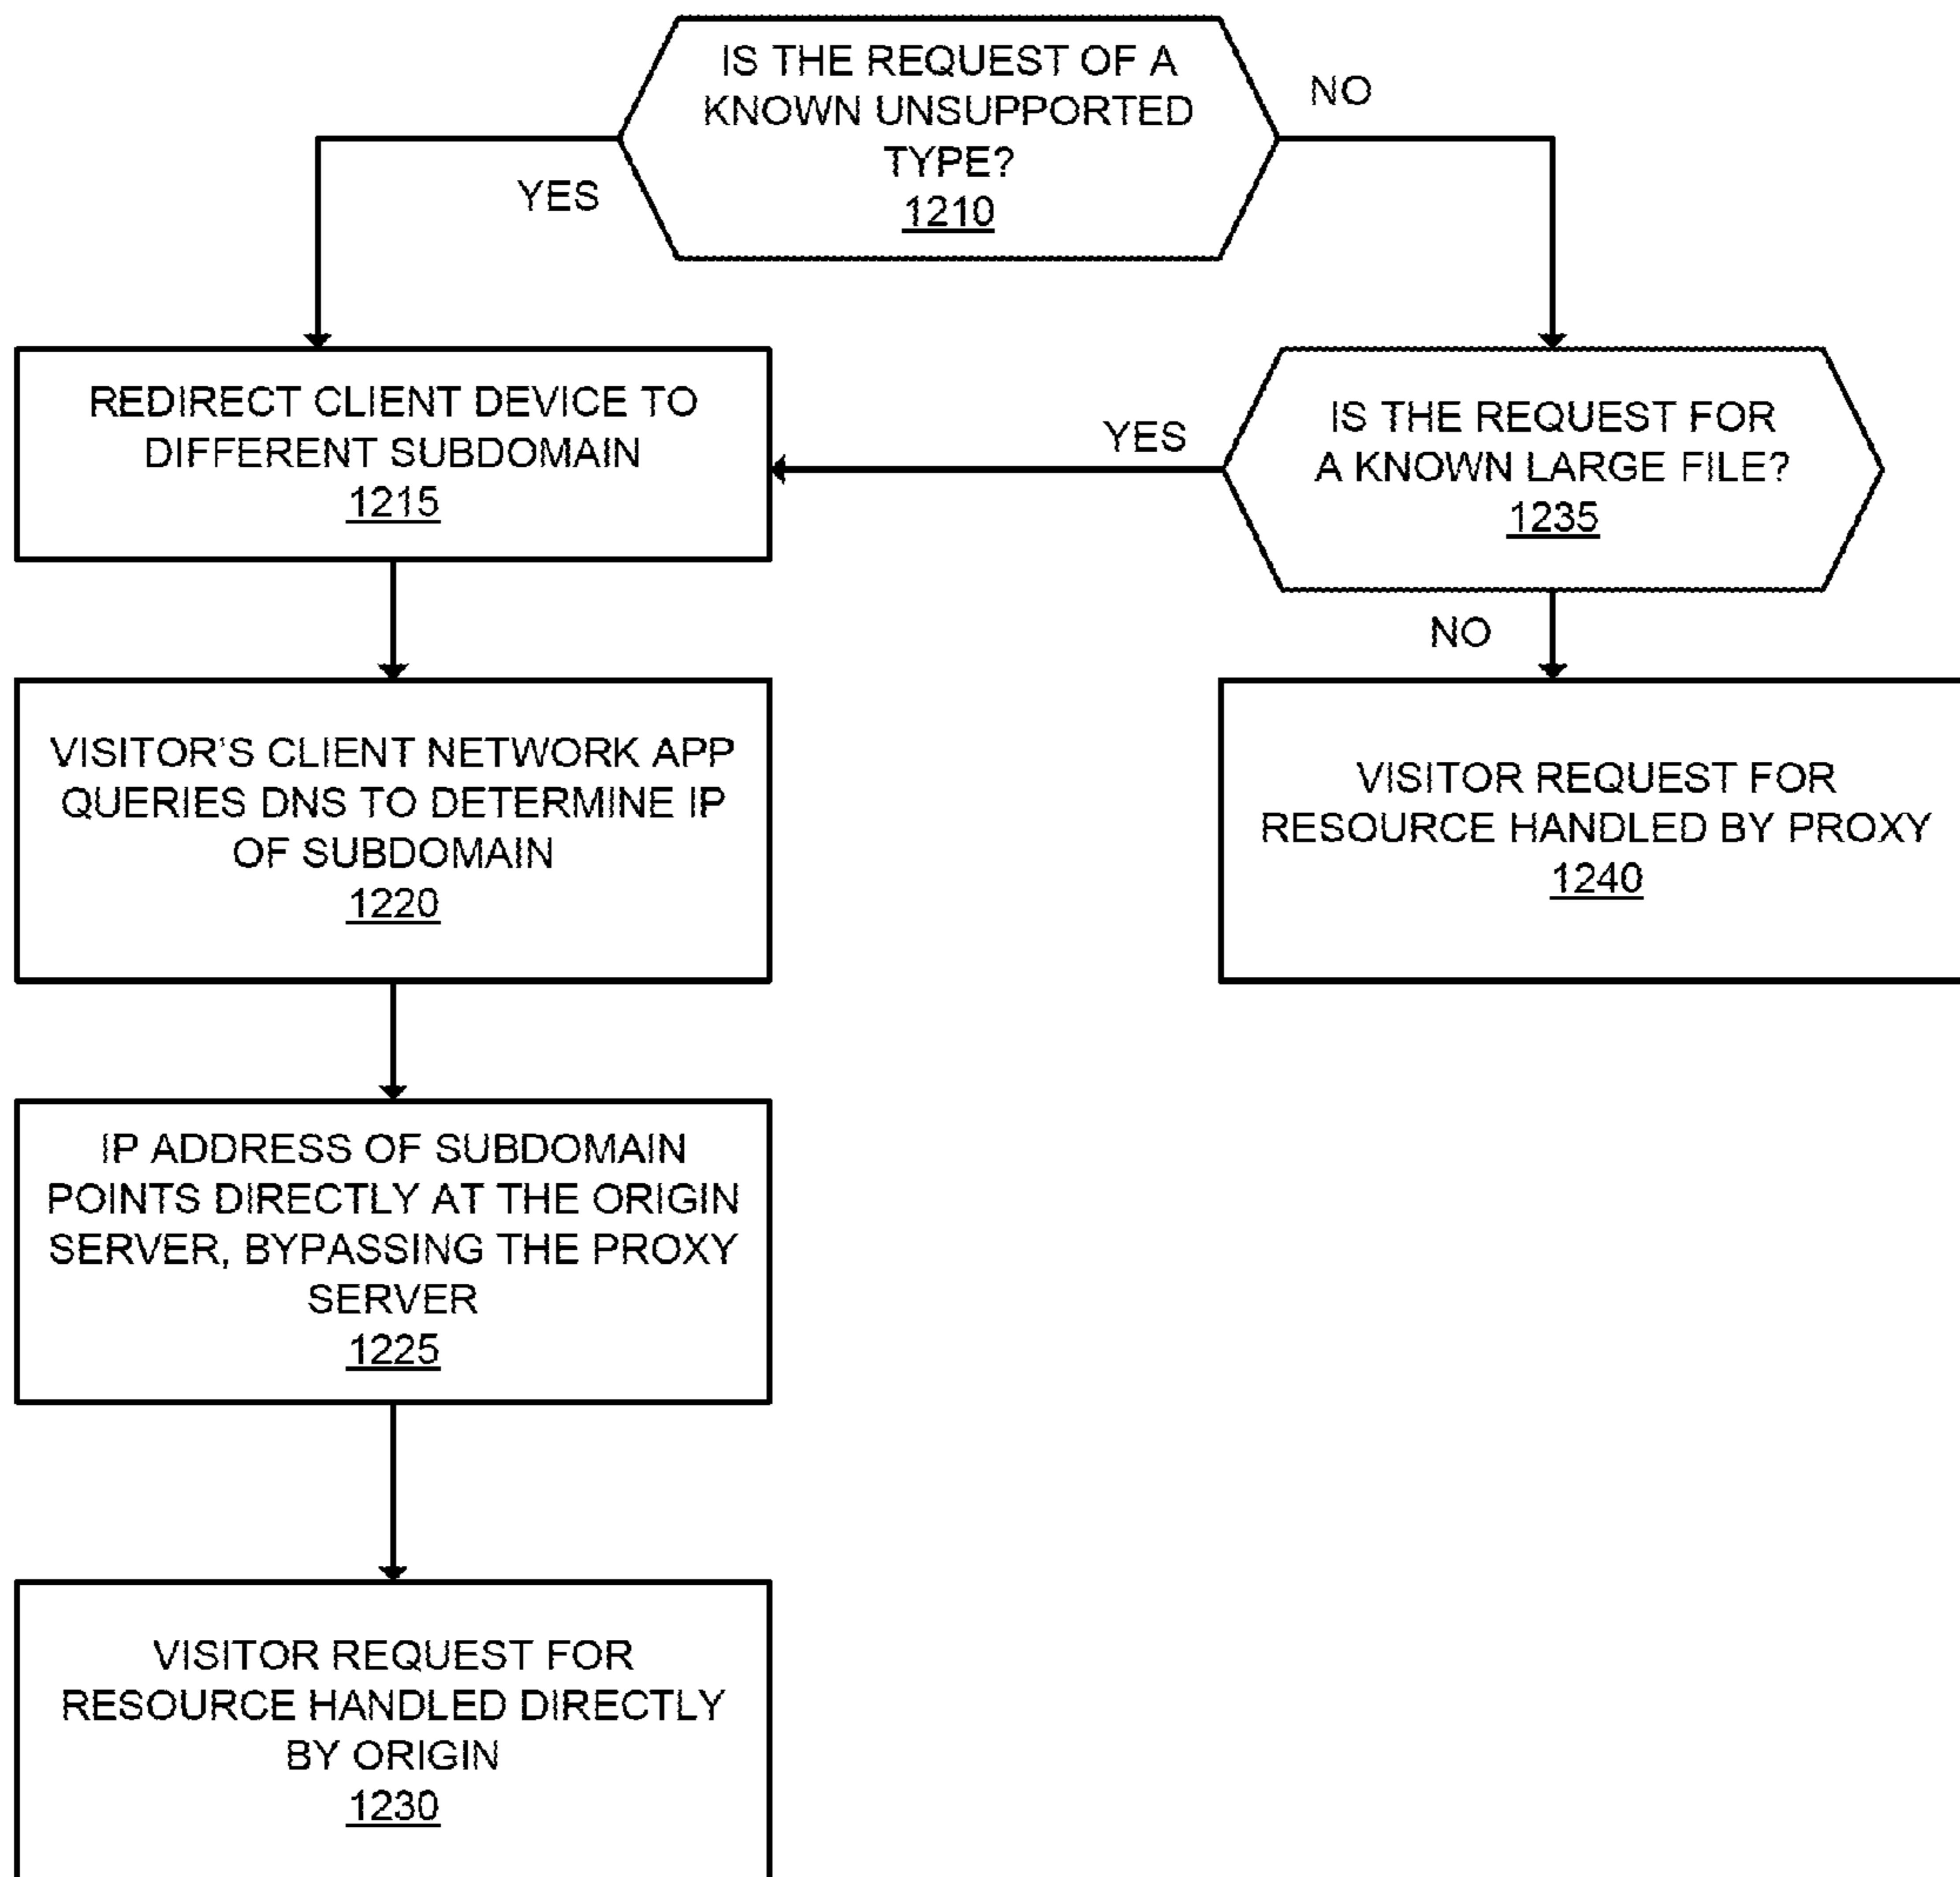 IS THE REQUEST OF A
KNOWN UNSUPPORTED
TYPE?
1210
NO
YES
REDIRECT CLIENT DEVICE TO
DIFFERENT SUBDOMAIN
1215
YES
IS THE REQUEST FOR
A KNOWN LARGE FILE?
1235
NO
VISITOR'S CLIENT NETWORK APP
QUERIES DNS TO DETERMINE IP
OF SUBDOMAIN
1220
VISITOR REQUEST FOR
RESOURCE HANDLED BY PROXY
1240
IP ADDRESS OF SUBDOMAIN
POINTS DIRECTLY AT THE ORIGIN
SERVER, BYPASSING THE PROXY
SERVER
1225
VISITOR REQUEST FOR
RESOURCE HANDLED DIRECTLY
BY ORIGIN
1230